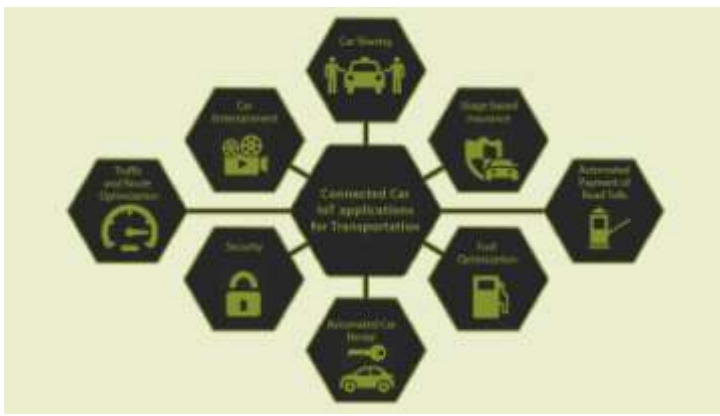 Car Sharing
Car
Entertainment
Usage based
Insurance
Traffic
and Route
Optimization
Connected Car
IoT applications
for Transportation
Automated
Payment of
Road Tolls
Security
Fuel
Optimization
Automated Car
Rental